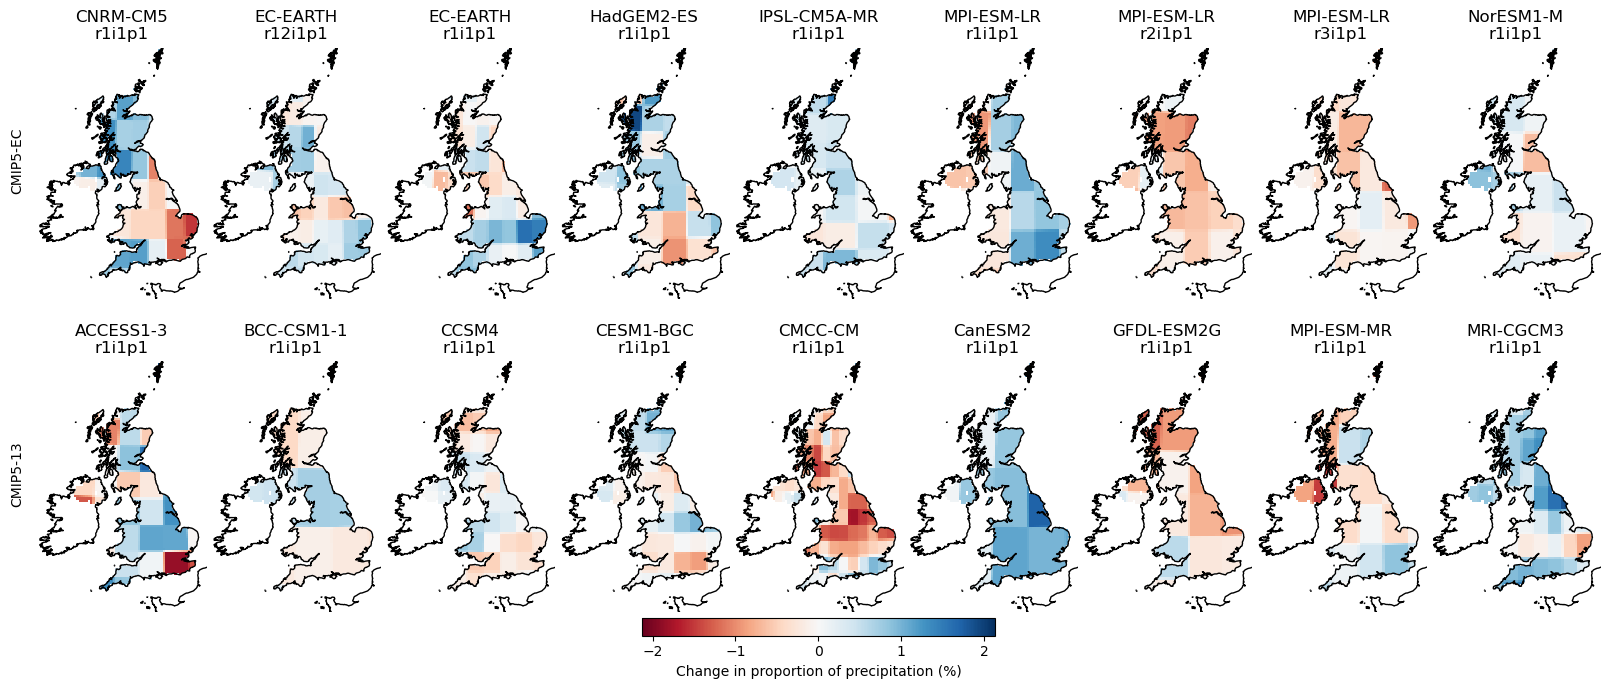 CNRM-CM5 EC-EARTH EC-EARTH HadGEM2-ES IPSL-CM5A-MR MPI-ESM-LR MPI-ESM-LR MPI-ESM-LR NorESM1-M
r1i1p1 r12i1p1 r1i1p1 r1i1p1 r1i1p1 r1i1p1 r2i1p1 r3i1p1 r1i1p1
CMIP5-EC
ACCESS1-3 BCC-CSM1-1 CCSM4 CESM1-BGC CMCC-CM CanESM2 GFDL-ESM2G MPI-ESM-MR MRI-CGCM3
r1i1p1 r1i1p1 r1i1p1 r1i1p1 r1i1p1 r1i1p1 r1i1p1 r1i1p1 r1i1p1
CMIP5-13
−2 −1 0 1 2
Change in proportion of precipitation (%)